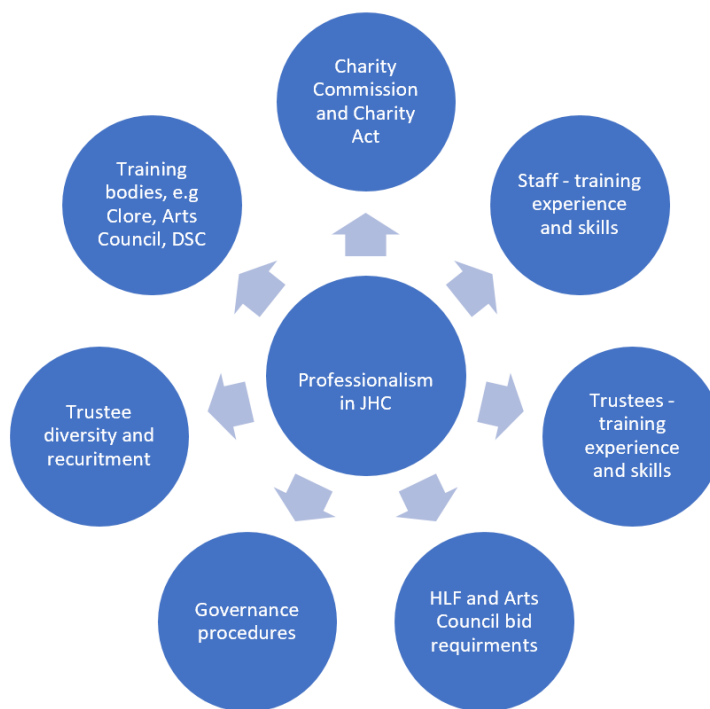 Charity
Commission
and Charity
Act
Staff - training
experience
and skills
Trustees -
training
experience
and skills
HLF and Arts
Council bid
requirments
Governance
procedures
Trustee
diversity and
recuritment
Training
bodies, e.g
Clore, Arts
Council, DSC
Professionalism
in JHC